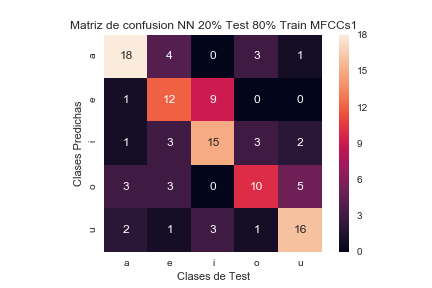 Matriz de confusion NN 20% Test 80% Train MFCCs1
a 18 4 0 3 1
e 1 12 9 0 0
i 1 3 15 3 2
o 3 3 0 10 5
u 2 1 3 1 16
a e i o u
Clases de Test
Clases Predichas
18
15
12
9
6
3
0